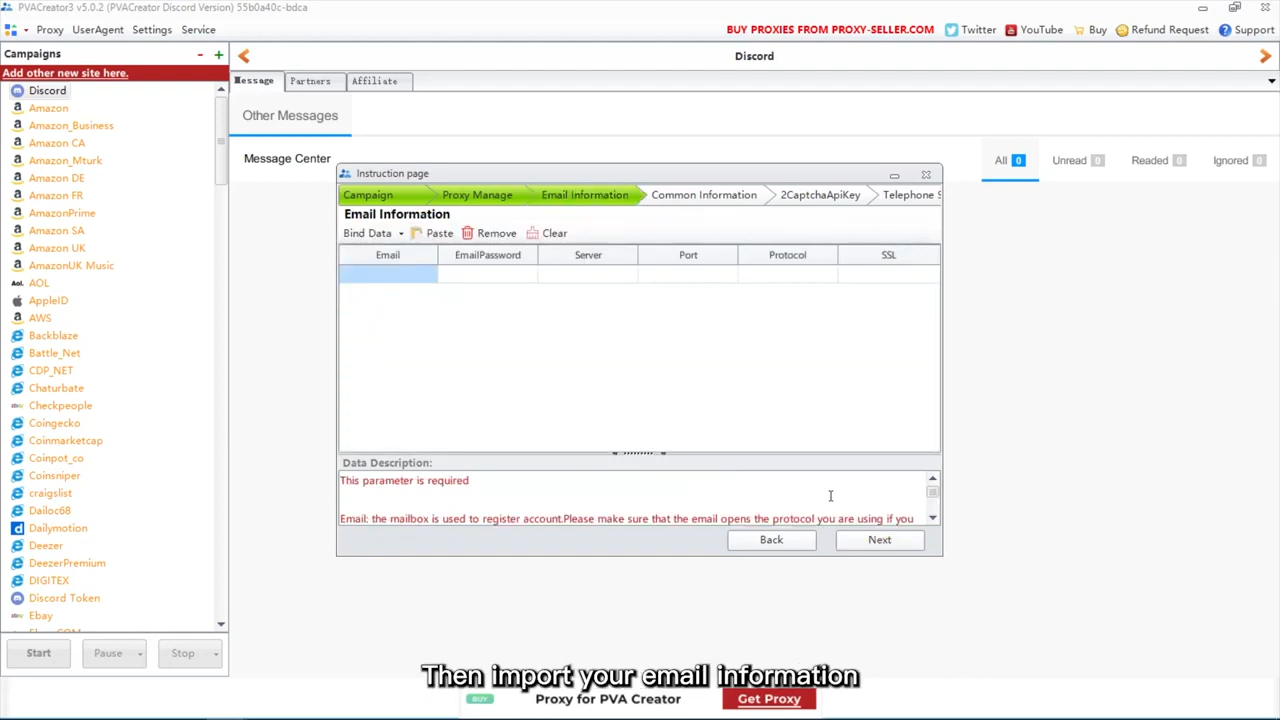 PVACreator3 v5.0.2 (PVACreator Discord Version) 55b0a40c-bdca
Proxy UserAgent Settings Service
BUY PROXIES FROM PROXY-SELLER.COM Twitter YouTube Buy Refund Request Support
Campaigns - +
Discord
Add other new site here.
Message Partners Affiliate
Discord
Amazon
Amazon_Business
Amazon CA
Amazon_Mturk
Amazon DE
Amazon FR
AmazonPrime
Amazon SA
Amazon UK
AmazonUK Music
AOL
AppleID
AWS
Backblaze
Battle_Net
CDP_NET
Chaturbate
Checkpeople
Coingecko
Coinmarketcap
Coinpot_co
Coinsniper
craigslist
Dailoc68
Dailymotion
Deezer
DeezerPremium
DIGITEX
Discord Token
Ebay
Start Pause Stop
Other Messages
Message Center
All 0 Unread 0 Readed 0 Ignored 0
Instruction page
Campaign Proxy Manage Email Information Common Information 2CaptchaApiKey Telephone S
Email Information
Bind Data Paste Remove Clear
Email EmailPassword Server Port Protocol SSL
Data Description:
This parameter is required
Email: the mailbox is used to register account.Please make sure that the email opens the protocol you are using if you
Back Next
Then import your email information
BUY Proxy for PVA Creator Get Proxy